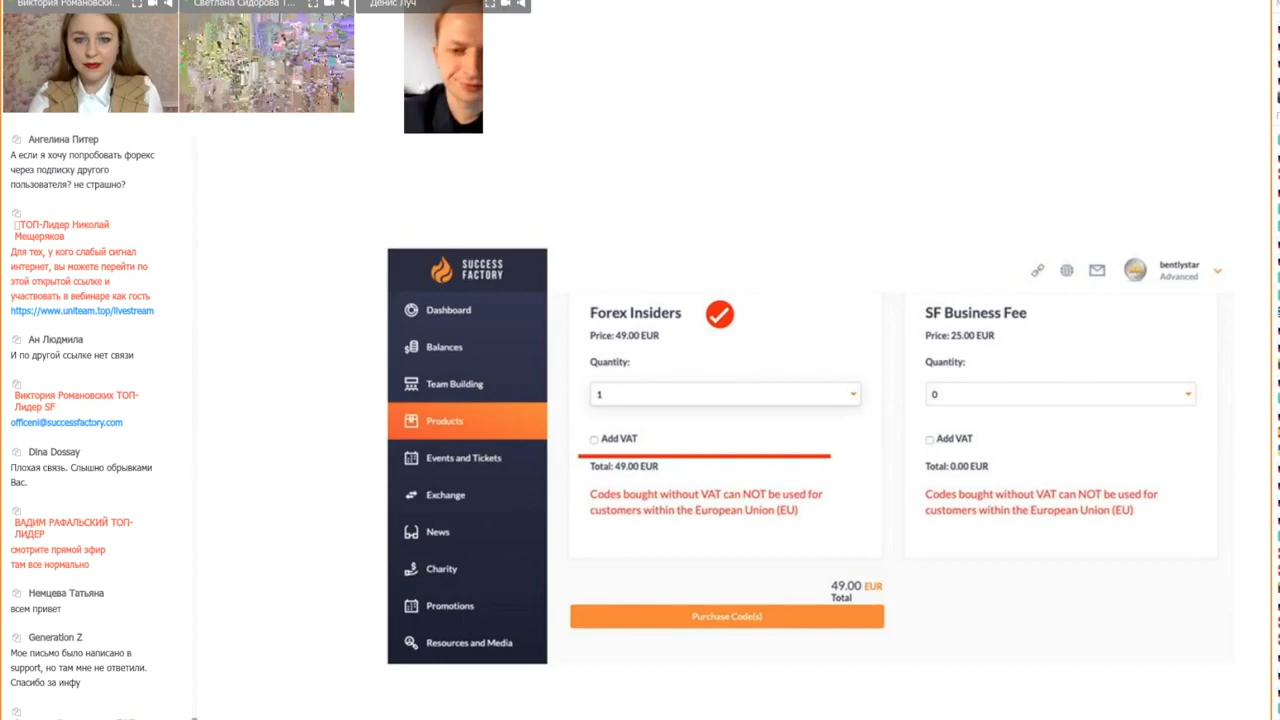 Виктория Романовски...
Светлана Сидорова Т...
Денис Луч
Ангелина Питер
А если я хочу попробовать форекс
через подписку другого
пользователя? не страшно?
ТОП-Лидер Николай
Мещеряков
Для тех, у кого слабый сигнал
интернет, вы можете перейти по
этой открытой ссылке и
участвовать в вебинаре как гость
https://www.uniteam.top/livestream
Ан Людмила
И по другой ссылке нет связи
Виктория Романовских ТОП-
Лидер SF
officenl@successfactory.com
Dina Dossay
Плохая связь. Слышно обрывками
Вас.
ВАДИМ РАФАЛЬСКИЙ ТОП-
ЛИДЕР
смотрите прямой эфир
там все нормально
Немцева Татьяна
всем привет
Generation Z
Мое письмо было написано в
support, но там мне не ответили.
Спасибо за инфу
SUCCESS
FACTORY
Dashboard
Balances
Team Building
Products
Events and Tickets
Exchange
News
Charity
Promotions
Resources and Media
bentlystar
Advanced
Forex Insiders
Price: 49.00 EUR
Quantity:
1
Add VAT
Total: 49.00 EUR
Codes bought without VAT can NOT be used for
customers within the European Union (EU)
SF Business Fee
Price: 25.00 EUR
Quantity:
0
Add VAT
Total: 0.00 EUR
Codes bought without VAT can NOT be used for
customers within the European Union (EU)
49.00 EUR
Total
Purchase Code(s)